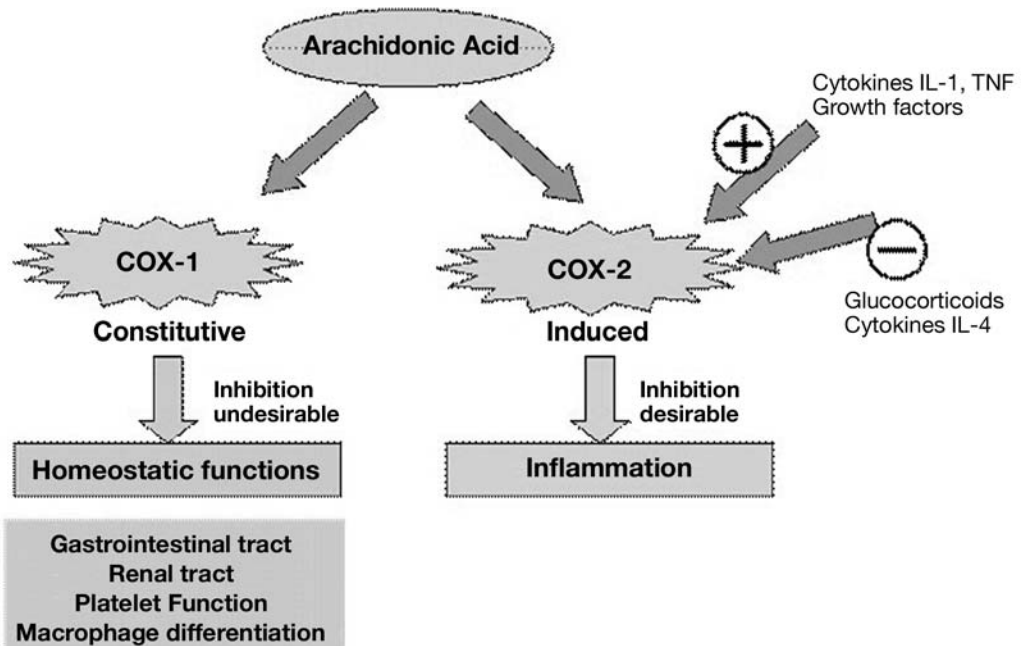 Arachidonic Acid
Cytokines IL-1, TNF
Growth factors
+
−
COX-1
COX-2
Glucocorticoids
Cytokines IL-4
Constitutive
Induced
Inhibition
undesirable
Inhibition
desirable
Homeostatic functions
Inflammation
Gastrointestinal tract
Renal tract
Platelet Function
Macrophage differentiation